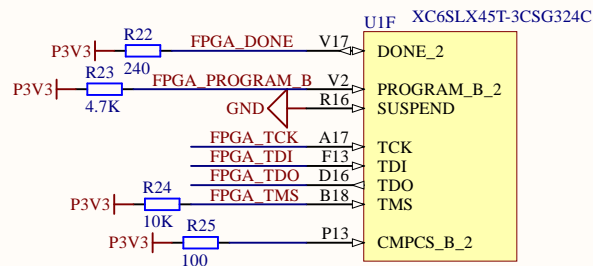 U1F XC6SLX45T-3CSG324C
R22 FPGA_DONE V17
P3V3 DONE_2
240
R23 FPGA_PROGRAM_B V2
P3V3 PROGRAM_B_2
4.7K GND R16 SUSPEND
FPGA_TCK A17 TCK
FPGA_TDI F13 TDI
FPGA_TDO D16 TDO
R24 FPGA_TMS B18 TMS
P3V3
10K R25
P3V3 P13 CMPCS_B_2
100